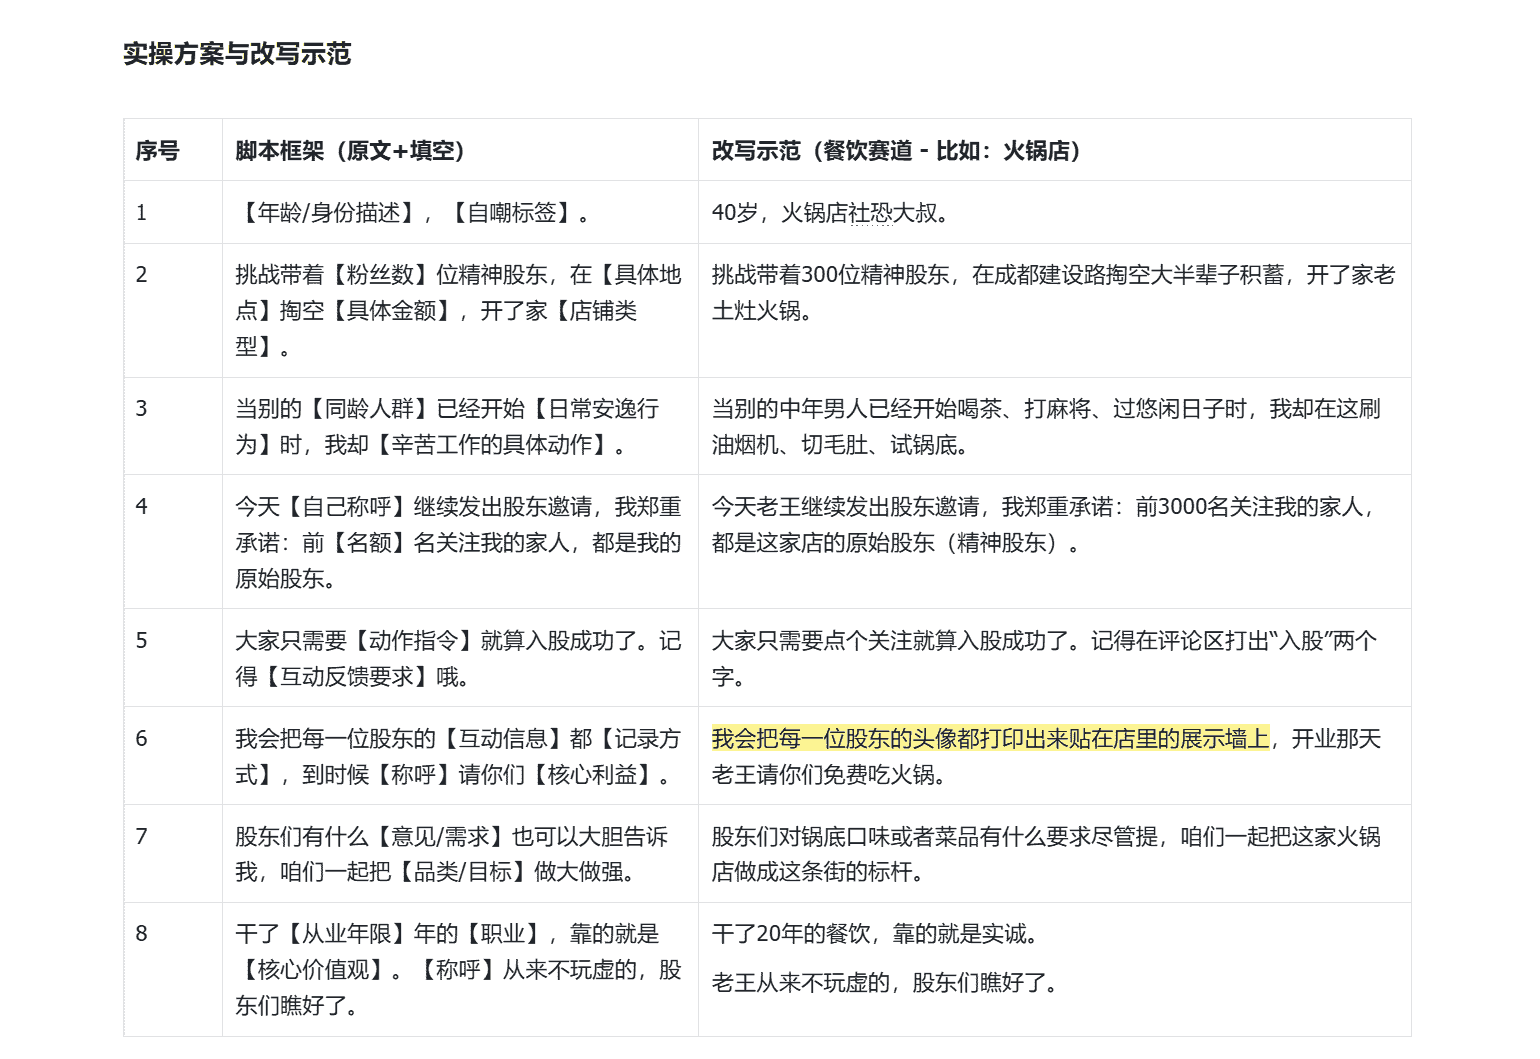 实操方案与改写示范
序号
脚本框架（原文+填空）
改写示范（餐饮赛道 - 比如：火锅店）
1
【年龄/身份描述】，【自嘲标签】。
40岁，火锅店社恐大叔。
2
挑战带着【粉丝数】位精神股东，在【具体地
点】掏空【具体金额】，开了家【店铺类
型】。
挑战带着300位精神股东，在成都建设路掏空大半辈子积蓄，开了家老
土灶火锅。
3
当别的【同龄人群】已经开始【日常安逸行
为】时，我却【辛苦工作的具体动作】。
当别的中年男人已经开始喝茶、打麻将、过悠闲日子时，我却在这刷
油烟机、切毛肚、试锅底。
4
今天【自己称呼】继续发出股东邀请，我郑重
承诺：前【名额】名关注我的家人，都是我的
原始股东。
今天老王继续发出股东邀请，我郑重承诺：前3000名关注我的家人，
都是这家店的原始股东（精神股东）。
5
大家只需要【动作指令】就算入股成功了。记
得【互动反馈要求】哦。
大家只需要点个关注就算入股成功了。记得在评论区打出“入股”两个
字。
6
我会把每一位股东的【互动信息】都【记录方
式】，到时候【称呼】请你们【核心利益】。
我会把每一位股东的头像都打印出来贴在店里的展示墙上，开业那天
老王请你们免费吃火锅。
7
股东们有什么【意见/需求】也可以大胆告诉
我，咱们一起把【品类/目标】做大做强。
股东们对锅底口味或者菜品有什么要求尽管提，咱们一起把这家火锅
店做成这条街的标杆。
8
干了【从业年限】年的【职业】，靠的就是
【核心价值观】。【称呼】从来不玩虚的，股
东们瞧好了。
干了20年的餐饮，靠的就是实诚。
老王从来不玩虚的，股东们瞧好了。